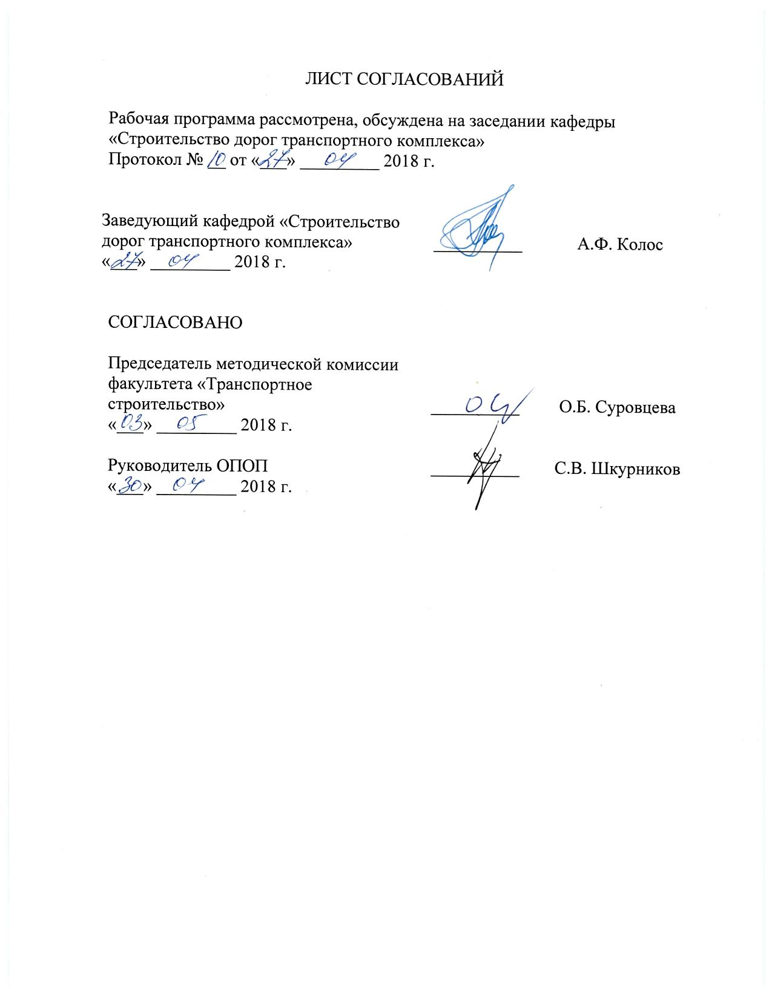 ЛИСТ СОГЛАСОВАНИЙ
Рабочая программа рассмотрена, обсуждена на заседании кафедры
«Строительство дорог транспортного комплекса»
Протокол № 10 от «27» 04 2018 г.
Заведующий кафедрой «Строительство
дорог транспортного комплекса» А.Ф. Колос
«27» 04 2018 г.
СОГЛАСОВАНО
Председатель методической комиссии
факультета «Транспортное
строительство» О.Б. Суровцева
«03» 05 2018 г.
Руководитель ОПОП С.В. Шкурников
«30» 04 2018 г.